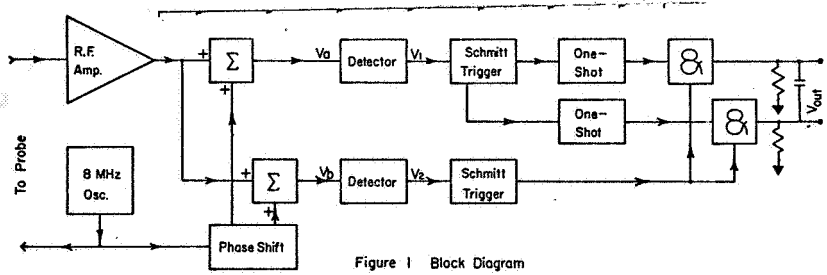 R.F.
Amp.
+
Σ
+
Va
Detector
V1
Schmitt
Trigger
One-
Shot
&
One-
Shot
&
Vout
To Probe
8 MHz
Osc.
+
Σ
+
Vb
Detector
V2
Schmitt
Trigger
Phase Shift
Figure 1 Block Diagram